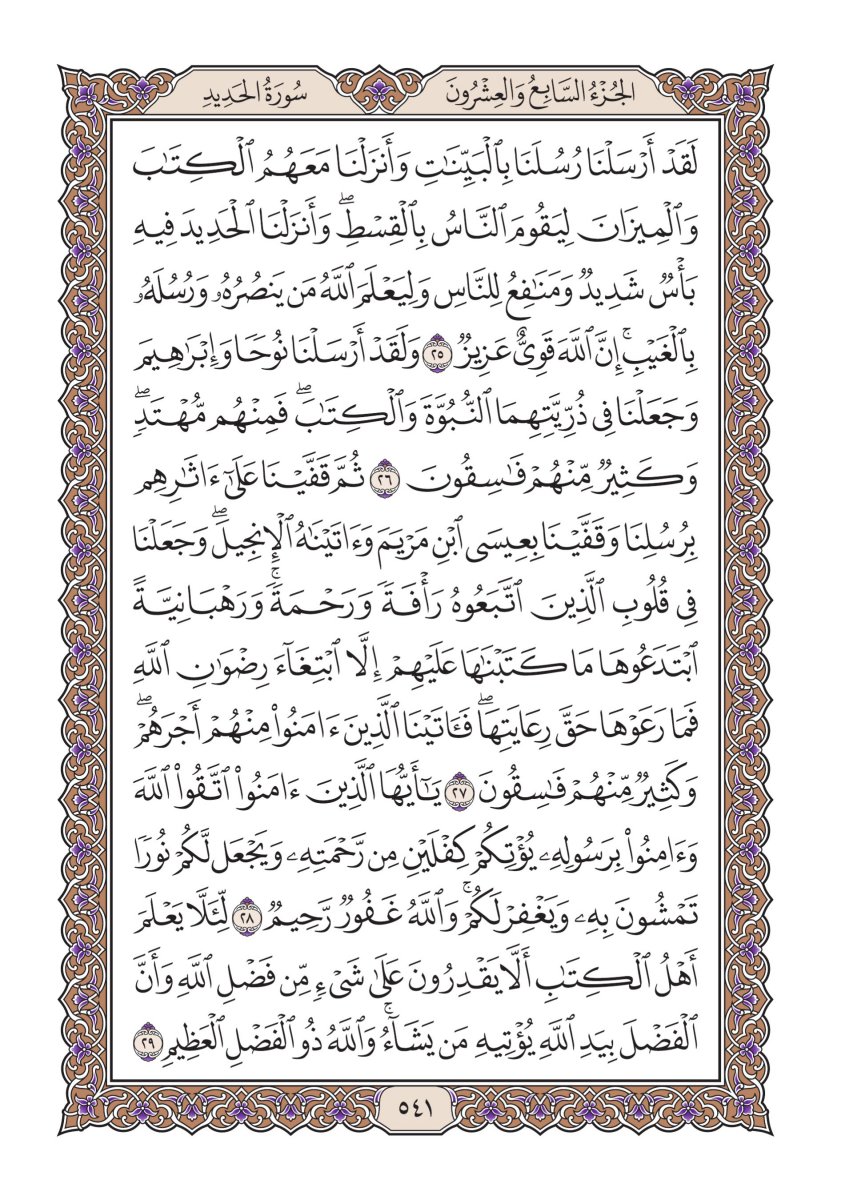 الجُزْءُ السَّابِعُ وَالعِشْرُونَ
سُورَةُ الحَدِيدِ
لَقَدۡ أَرۡسَلۡنَا رُسُلَنَا بِٱلۡبَيِّنَٰتِ وَأَنزَلۡنَا مَعَهُمُ ٱلۡكِتَٰبَ
وَٱلۡمِيزَانَ لِيَقُومَ ٱلنَّاسُ بِٱلۡقِسۡطِۖ وَأَنزَلۡنَا ٱلۡحَدِيدَ فِيهِ
بَأۡسٞ شَدِيدٞ وَمَنَٰفِعُ لِلنَّاسِ وَلِيَعۡلَمَ ٱللَّهُ مَن يَنصُرُهُۥ وَرُسُلَهُۥ
بِٱلۡغَيۡبِۚ إِنَّ ٱللَّهَ قَوِيٌّ عَزِيزٞ ٢٥ وَلَقَدۡ أَرۡسَلۡنَا نُوحٗا وَإِبۡرَٰهِيمَ
وَجَعَلۡنَا فِي ذُرِّيَّتِهِمَا ٱلنُّبُوَّةَ وَٱلۡكِتَٰبَۖ فَمِنۡهُم مُّهۡتَدٖۖ
وَكَثِيرٞ مِّنۡهُمۡ فَٰسِقُونَ ٢٦ ثُمَّ قَفَّيۡنَا عَلَىٰٓ ءَاثَٰرِهِم
بِرُسُلِنَا وَقَفَّيۡنَا بِعِيسَى ٱبۡنِ مَرۡيَمَ وَءَاتَيۡنَٰهُ ٱلۡإِنجِيلَۖ وَجَعَلۡنَا
فِي قُلُوبِ ٱلَّذِينَ ٱتَّبَعُوهُ رَأۡفَةٗ وَرَحۡمَةٗۚ وَرَهۡبَانِيَّةً
ٱبۡتَدَعُوهَا مَا كَتَبۡنَٰهَا عَلَيۡهِمۡ إِلَّا ٱبۡتِغَآءَ رِضۡوَٰنِ ٱللَّهِ
فَمَا رَعَوۡهَا حَقَّ رِعَايَتِهَاۖ فَـَٔاتَيۡنَا ٱلَّذِينَ ءَامَنُواْ مِنۡهُمۡ أَجۡرَهُمۡۖ
وَكَثِيرٞ مِّنۡهُمۡ فَٰسِقُونَ ٢٧ يَٰٓأَيُّهَا ٱلَّذِينَ ءَامَنُواْ ٱتَّقُواْ ٱللَّهَ
وَءَامِنُواْ بِرَسُولِهِۦ يُؤۡتِكُمۡ كِفۡلَيۡنِ مِن رَّحۡمَتِهِۦ وَيَجۡعَل لَّكُمۡ نُورٗا
تَمۡشُونَ بِهِۦ وَيَغۡفِرۡ لَكُمۡۚ وَٱللَّهُ غَفُورٞ رَّحِيمٞ ٢٨ لِّئَلَّا يَعۡلَمَ
أَهۡلُ ٱلۡكِتَٰبِ أَلَّا يَقۡدِرُونَ عَلَىٰ شَيۡءٖ مِّن فَضۡلِ ٱللَّهِ وَأَنَّ
ٱلۡفَضۡلَ بِيَدِ ٱللَّهِ يُؤۡتِيهِ مَن يَشَآءُۚ وَٱللَّهُ ذُو ٱلۡفَضۡلِ ٱلۡعَظِيمِ ٢٩
٥٤١